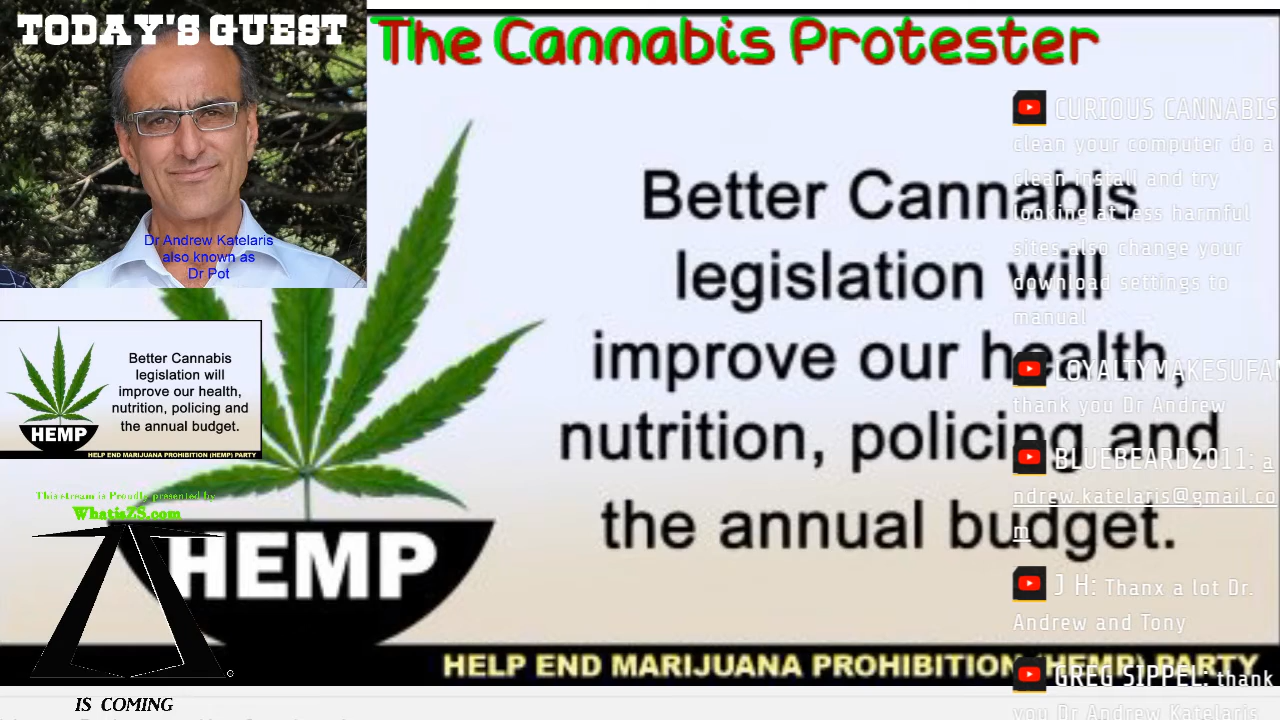 TODAY'S GUEST
Dr Andrew Katelaris
also known as
Dr Pot
The Cannabis Protester
Better Cannabis
legislation will
improve our health,
nutrition, policing and
the annual budget.
HEMP
HELP END MARIJUANA PROHIBITION (HEMP) PARTY
Better Cannabis
legislation will
improve our health,
nutrition, policing and
the annual budget.
HEMP
HELP END MARIJUANA PROHIBITION (HEMP) PARTY
This stream is Proudly presented by
WhatisZS.com
IS COMING
CURIOUS CANNABIS
clean your computer do a
clean install and try
looking at less harmful
sites also change your
download settings to
manual
LOYALTYMAKESUFAM
thank you Dr Andrew
BLUEBEARD2011: a
ndrew.katelaris@gmail.co
m
J H: Thanx a lot Dr.
Andrew and Tony
GREG SIPPEL: thank
you Dr Andrew Katelaris